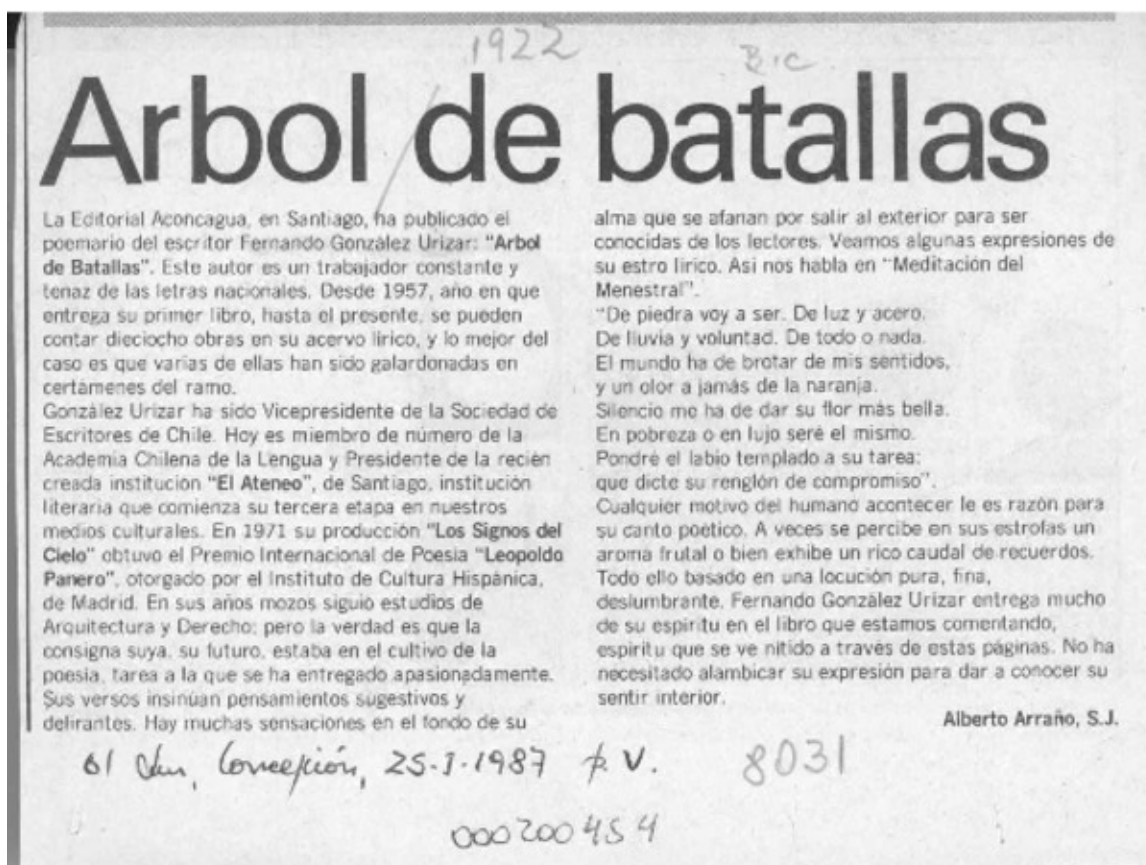 1922
Bic
Arbol de batallas
La Editorial Aconcagua, en Santiago, ha publicado el
poemario del escritor Fernando González Urizar: "Arbol
de Batallas". Este autor es un trabajador constante y
tenaz de las letras nacionales. Desde 1957, año en que
entrega su primer libro, hasta el presente, se pueden
contar dieciocho obras en su acervo lírico, y lo mejor del
caso es que varias de ellas han sido galardonadas en
certámenes del ramo.
González Urizar ha sido Vicepresidente de la Sociedad de
Escritores de Chile. Hoy es miembro de número de la
Academia Chilena de la Lengua y Presidente de la recién
creada institución "El Ateneo", de Santiago, institución
literaria que comienza su tercera etapa en nuestros
medios culturales. En 1971 su producción "Los Signos del
Cielo" obtuvo el Premio Internacional de Poesía "Leopoldo
Panero", otorgado por el Instituto de Cultura Hispánica,
de Madrid. En sus años mozos siguió estudios de
Arquitectura y Derecho; pero la verdad es que la
consigna suya, su futuro, estaba en el cultivo de la
poesía, tarea a la que se ha entregado apasionadamente.
Sus versos insinúan pensamientos sugestivos y
delirantes. Hay muchas sensaciones en el fondo de su
alma que se afanan por salir al exterior para ser
conocidas de los lectores. Veamos algunas expresiones de
su estro lírico. Así nos habla en "Meditación del
Menestral".
"De piedra voy a ser. De luz y acero.
De lluvia y voluntad. De todo o nada.
El mundo ha de brotar de mis sentidos,
y un olor a jamás de la naranja.
Silencio me ha de dar su flor más bella.
En pobreza o en lujo seré el mismo.
Pondré el labio templado a su tarea:
que dicte su renglón de compromiso".
Cualquier motivo del humano acontecer le es razón para
su canto poético. A veces se percibe en sus estrofas un
aroma frutal o bien exhibe un rico caudal de recuerdos.
Todo ello basado en una locución pura, fina,
deslumbrante. Fernando González Urizar entrega mucho
de su espíritu en el libro que estamos comentando,
espíritu que se ve nítido a través de estas páginas. No ha
necesitado alambicar su expresión para dar a conocer su
sentir interior.
Alberto Arraño, S.J.
Concepción, 25-I-1987 p. V.
8031
000200454